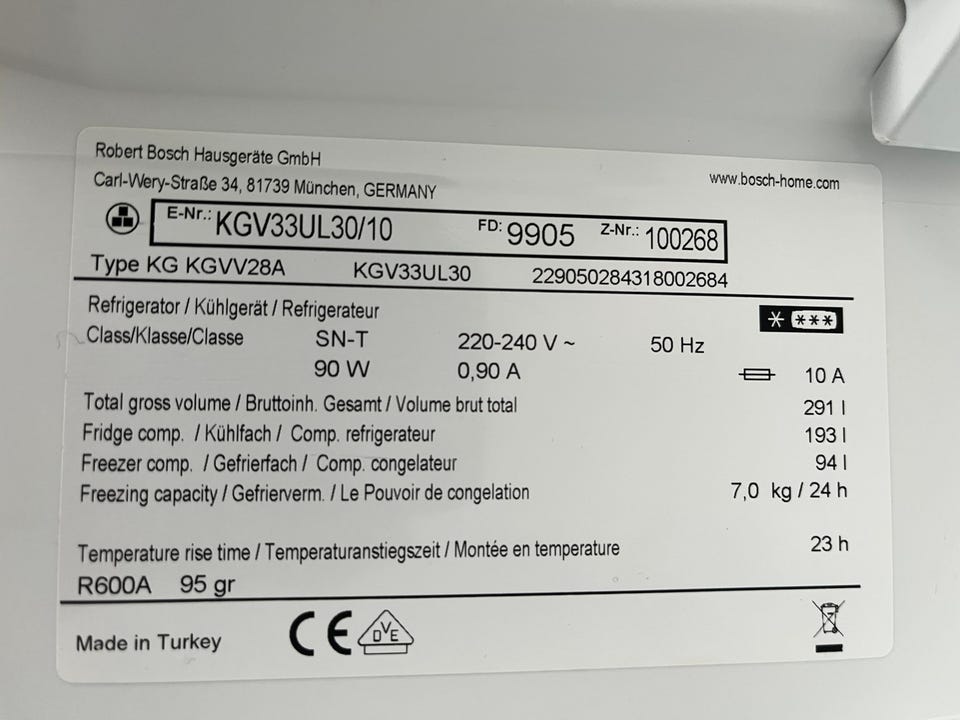 Robert Bosch Hausgeräte GmbH
Carl-Wery-Straße 34, 81739 München, GERMANY
www.bosch-home.com
E-Nr.: KGV33UL30/10 FD: 9905 Z-Nr.: 100268
Type KG KGVV28A KGV33UL30 229050284318002684
Refrigerator / Kühlgerät / Refrigerateur
Class/Klasse/Classe SN-T 220-240 V ~ 50 Hz
90 W 0,90 A 10 A
Total gross volume / Bruttoinh. Gesamt / Volume brut total 291 l
Fridge comp. / Kühlfach / Comp. refrigerateur 193 l
Freezer comp. / Gefrierfach / Comp. congelateur 94 l
Freezing capacity / Gefrierverm. / Le Pouvoir de congelation 7,0 kg / 24 h
Temperature rise time / Temperaturanstiegszeit / Montée en temperature 23 h
R600A 95 gr
Made in Turkey CE DVE